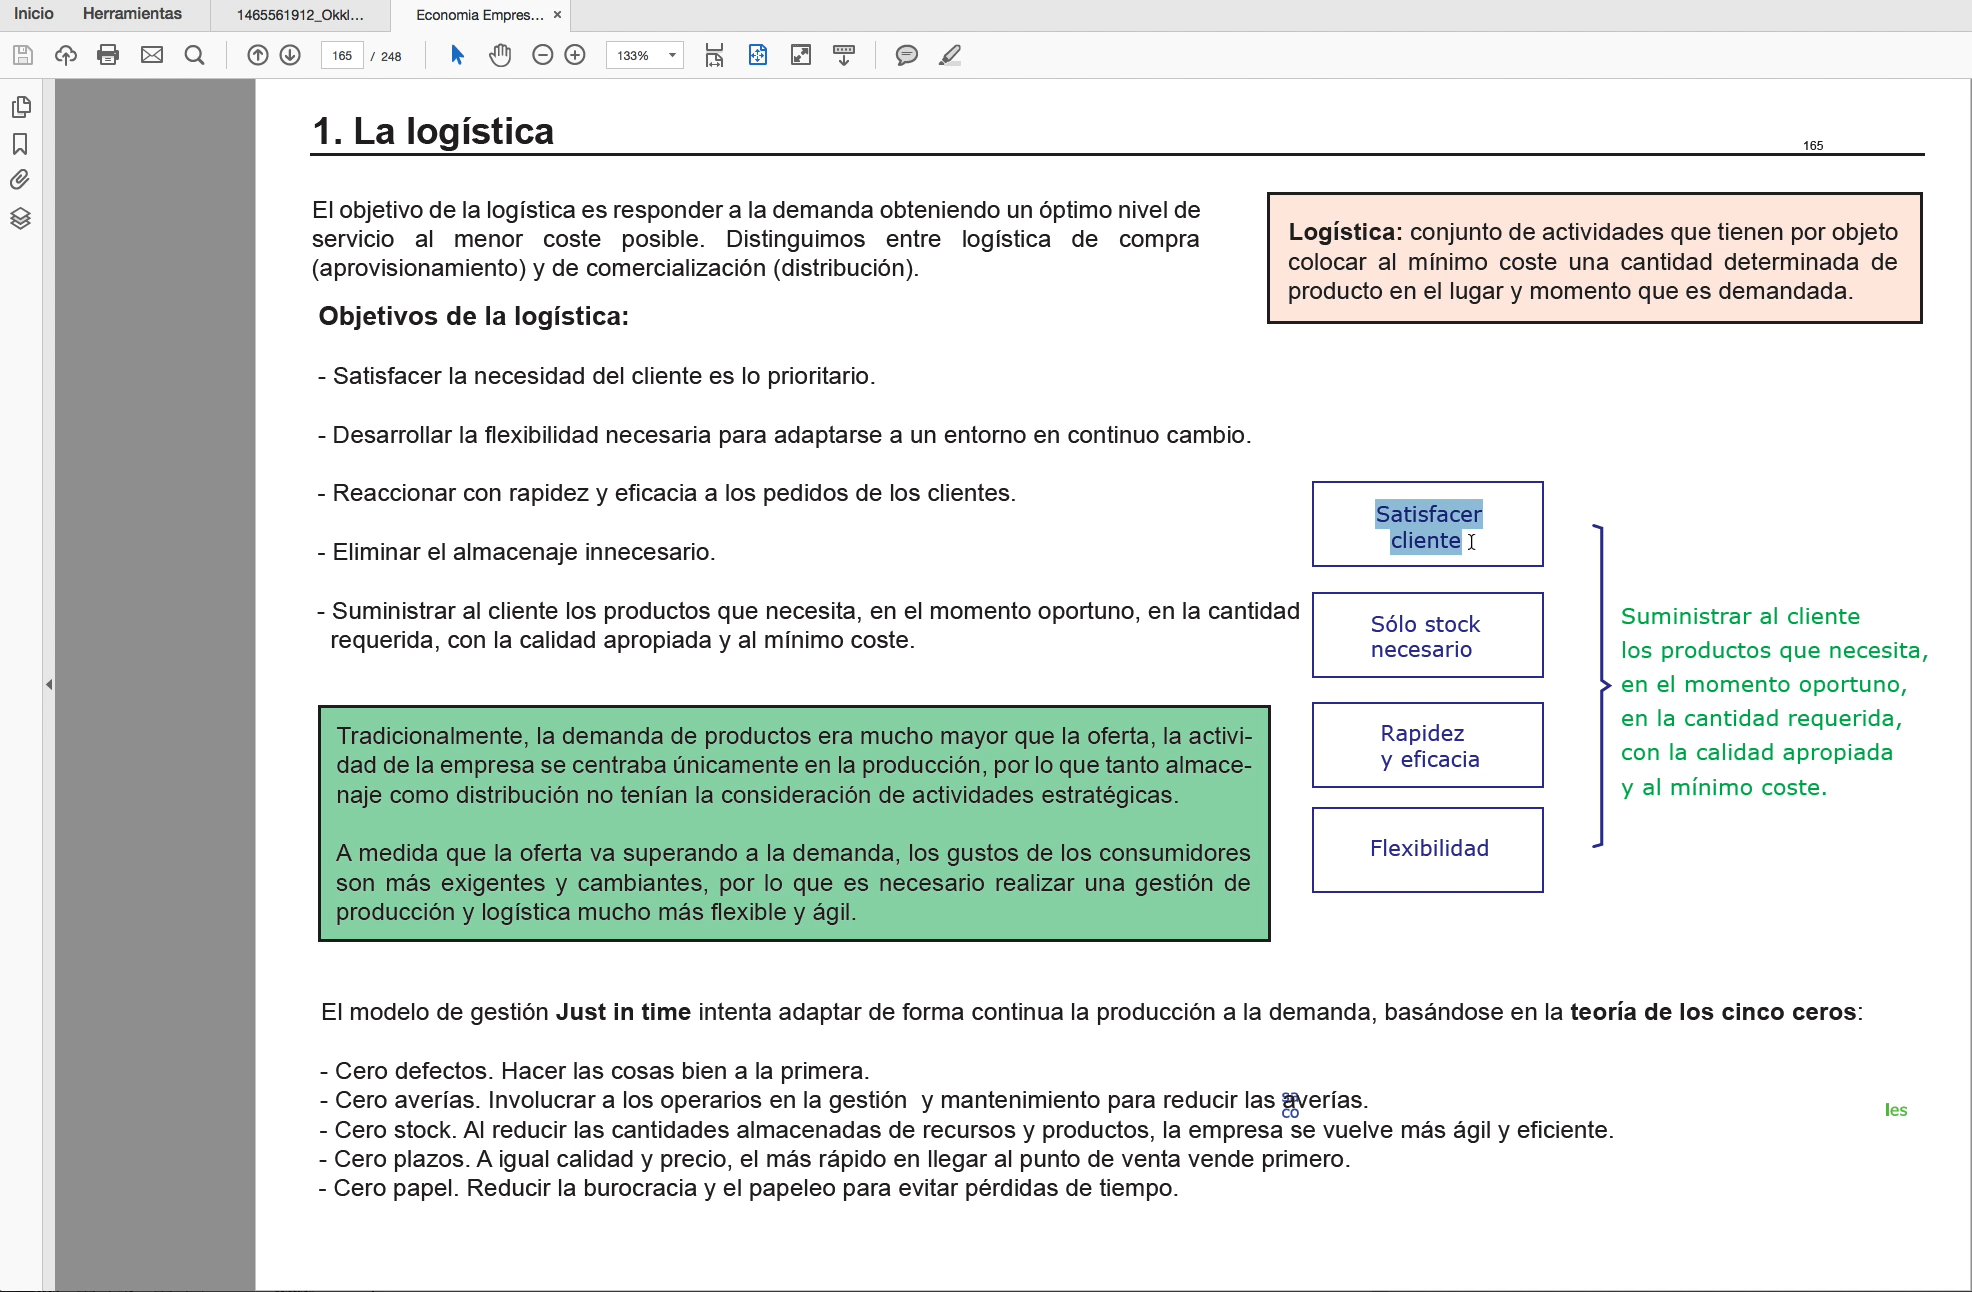 Inicio
Herramientas
1465561912_Okkl...
Economia Empres... ×
165 / 248
133%
1. La logística
165
El objetivo de la logística es responder a la demanda obteniendo un óptimo nivel de
servicio al menor coste posible. Distinguimos entre logística de compra
(aprovisionamiento) y de comercialización (distribución).
Logística: conjunto de actividades que tienen por objeto
colocar al mínimo coste una cantidad determinada de
producto en el lugar y momento que es demandada.
Objetivos de la logística:
- Satisfacer la necesidad del cliente es lo prioritario.
- Desarrollar la flexibilidad necesaria para adaptarse a un entorno en continuo cambio.
- Reaccionar con rapidez y eficacia a los pedidos de los clientes.
- Eliminar el almacenaje innecesario.
- Suministrar al cliente los productos que necesita, en el momento oportuno, en la cantidad
requerida, con la calidad apropiada y al mínimo coste.
Satisfacer
cliente
Sólo stock
necesario
Rapidez
y eficacia
Flexibilidad
Suministrar al cliente
los productos que necesita,
en el momento oportuno,
en la cantidad requerida,
con la calidad apropiada
y al mínimo coste.
Tradicionalmente, la demanda de productos era mucho mayor que la oferta, la activi-
dad de la empresa se centraba únicamente en la producción, por lo que tanto almace-
naje como distribución no tenían la consideración de actividades estratégicas.
A medida que la oferta va superando a la demanda, los gustos de los consumidores
son más exigentes y cambiantes, por lo que es necesario realizar una gestión de
producción y logística mucho más flexible y ágil.
El modelo de gestión Just in time intenta adaptar de forma continua la producción a la demanda, basándose en la teoría de los cinco ceros:
- Cero defectos. Hacer las cosas bien a la primera.
- Cero averías. Involucrar a los operarios en la gestión y mantenimiento para reducir las averías.
- Cero stock. Al reducir las cantidades almacenadas de recursos y productos, la empresa se vuelve más ágil y eficiente.
- Cero plazos. A igual calidad y precio, el más rápido en llegar al punto de venta vende primero.
- Cero papel. Reducir la burocracia y el papeleo para evitar pérdidas de tiempo.
co
les